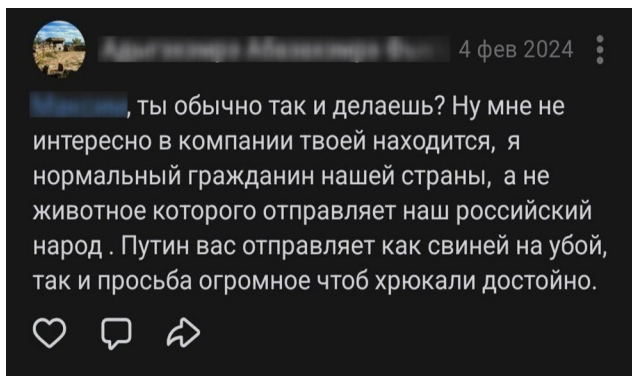 4 фев 2024
, ты обычно так и делаешь? Ну мне не
интересно в компании твоей находится, я
нормальный гражданин нашей страны, а не
животное которого отправляет наш российский
народ . Путин вас отправляет как свиней на убой,
так и просьба огромное чтоб хрюкали достойно.